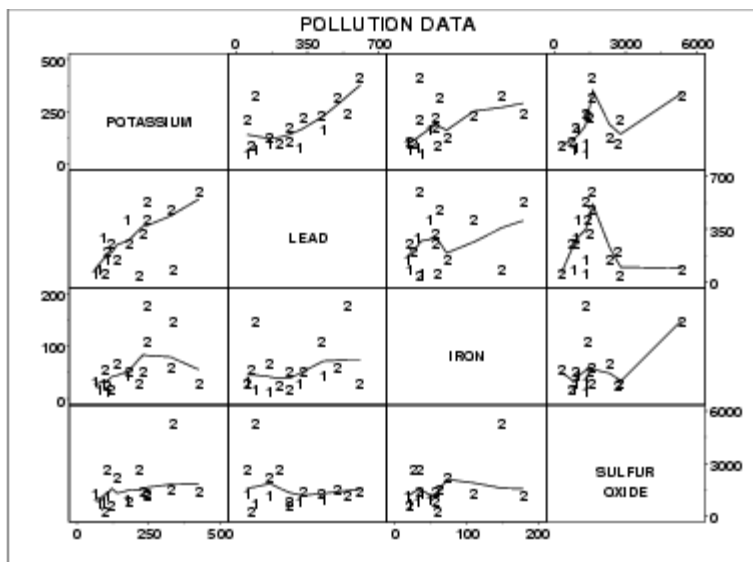 POLLUTION DATA
0 350 700 0 3000 6000
500
250
0
POTASSIUM
700
350
0
LEAD
200
100
0
IRON
6000
3000
0
SULFUR
OXIDE
0 250 500 0 100 200